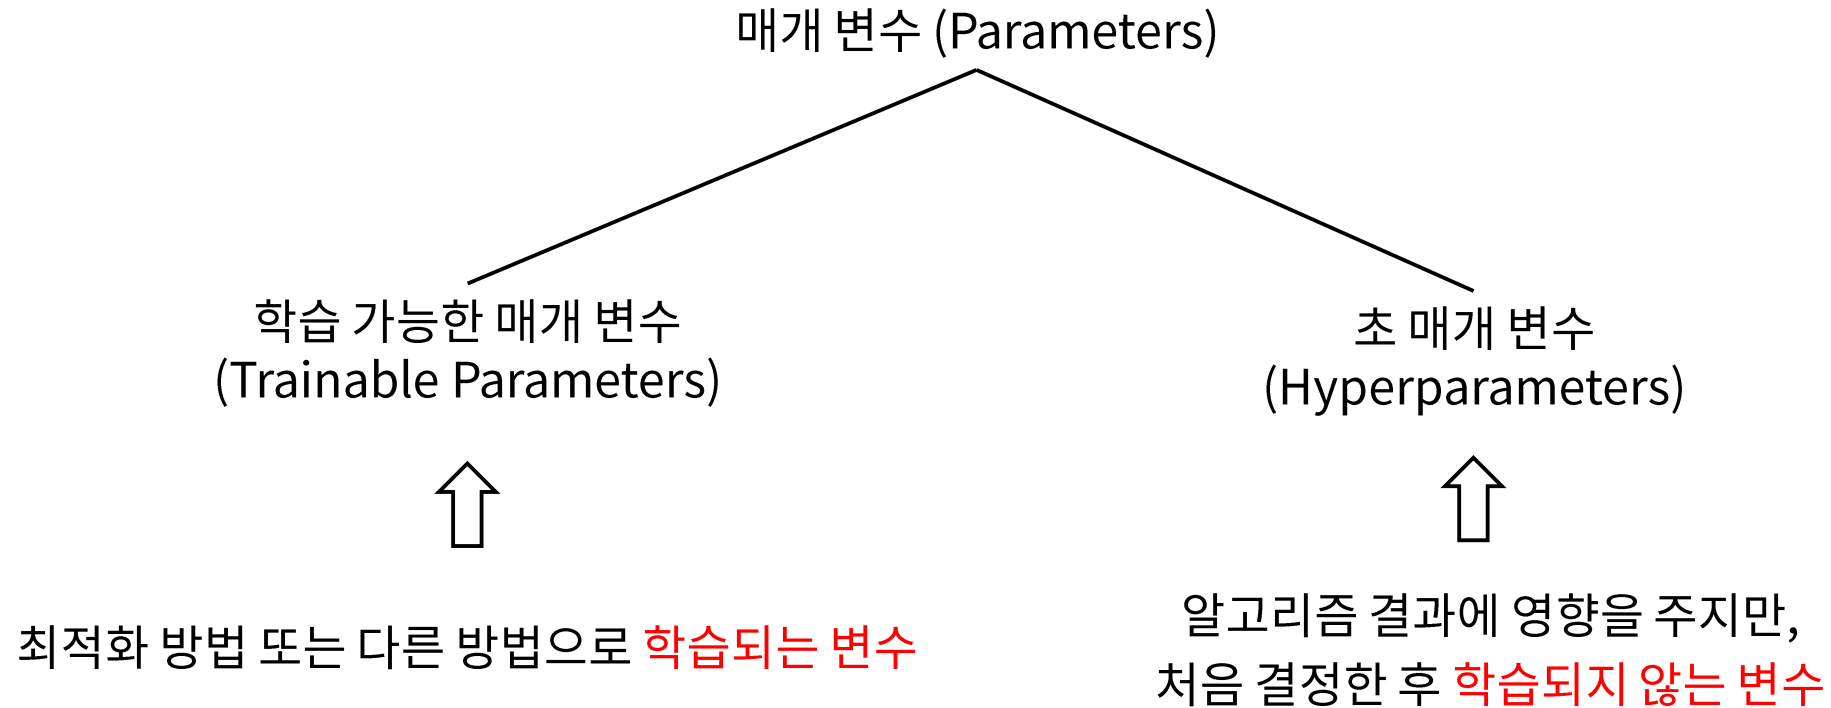 매개 변수 (Parameters)
학습 가능한 매개 변수
(Trainable Parameters)
초 매개 변수
(Hyperparameters)
최적화 방법 또는 다른 방법으로 학습되는 변수
알고리즘 결과에 영향을 주지만,
처음 결정한 후 학습되지 않는 변수